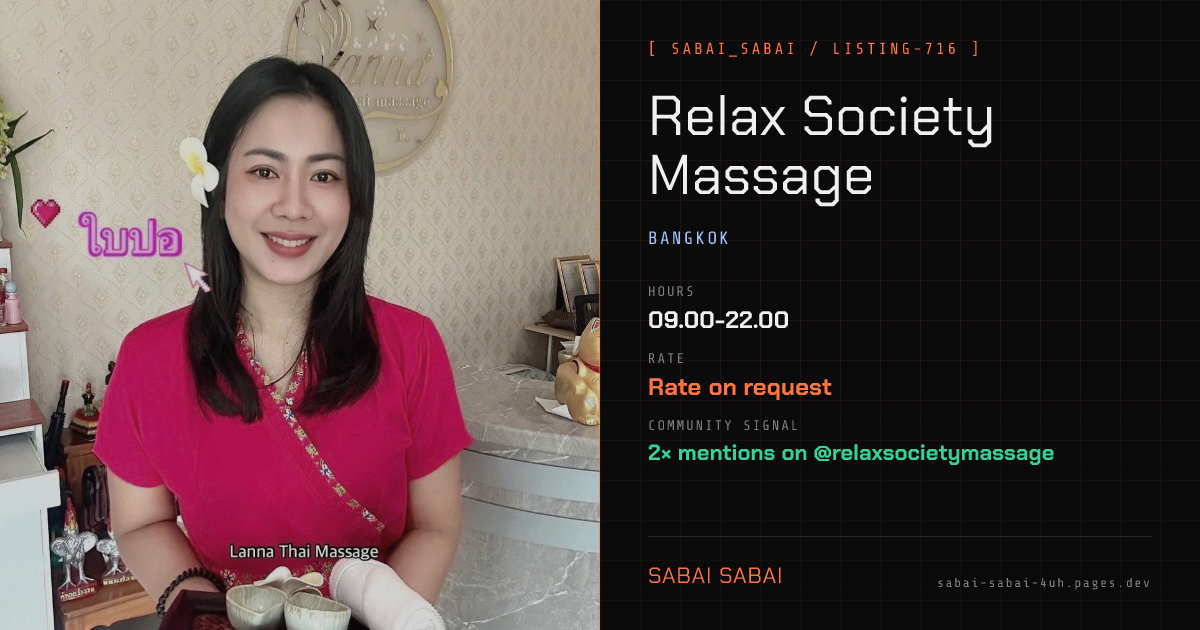 Lanna
ใบปอ
Lanna Thai Massage
[ SABAI_SABAI / LISTING-716 ]
Relax Society
Massage
BANGKOK
HOURS
09.00-22.00
RATE
Rate on request
COMMUNITY SIGNAL
2× mentions on @relaxsocietymassage
SABAI SABAI
sabai-sabai-4uh.pages.dev